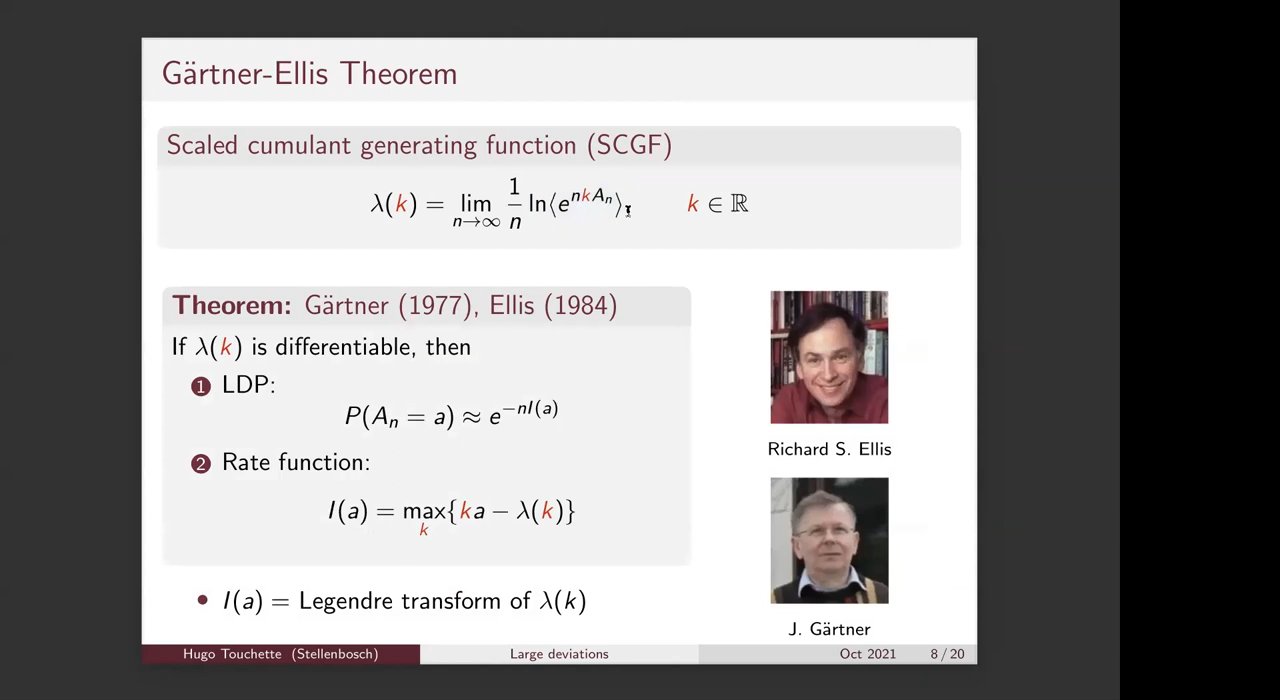 Gärtner-Ellis Theorem
Scaled cumulant generating function (SCGF)
λ(k) = lim_{n→∞} 1/n ln⟨e^{nkA_n}⟩, k ∈ ℝ
Theorem: Gärtner (1977), Ellis (1984)
If λ(k) is differentiable, then
1 LDP:
P(A_n = a) ≈ e^{−nI(a)}
2 Rate function:
I(a) = max_k{ka − λ(k)}
• I(a) = Legendre transform of λ(k)
Richard S. Ellis
J. Gärtner
Hugo Touchette (Stellenbosch) Large deviations Oct 2021 8 / 20